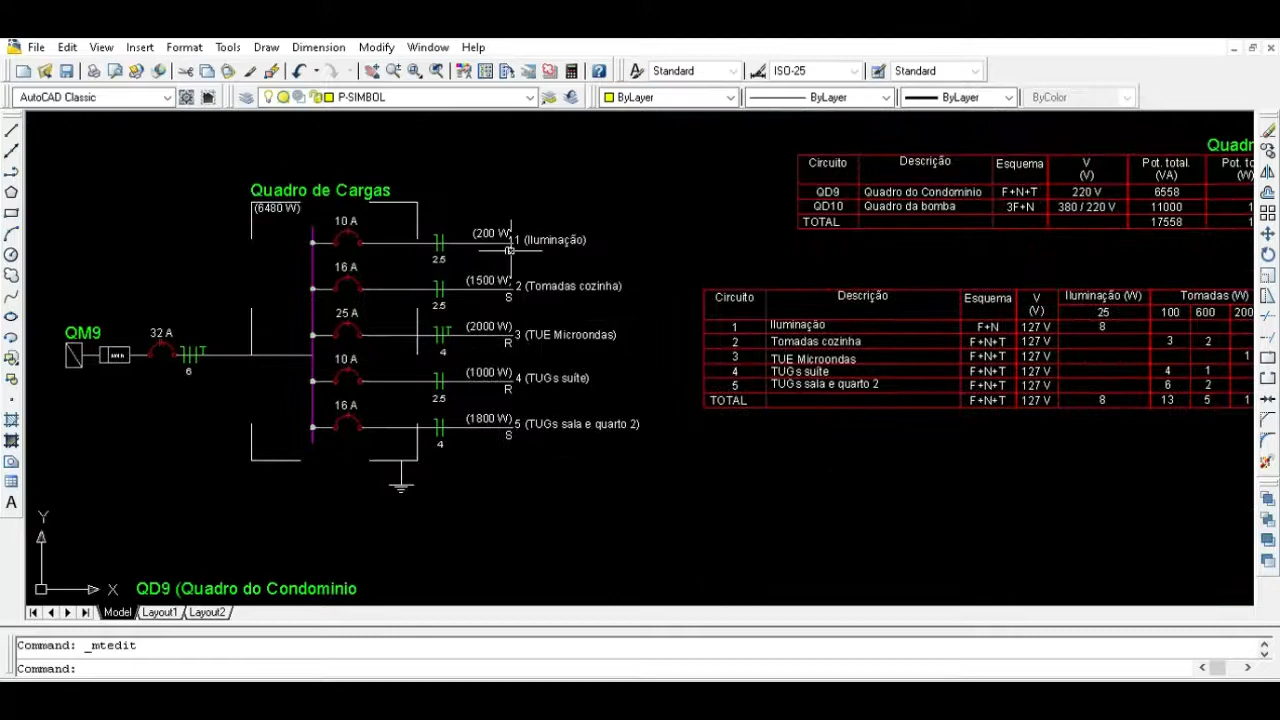 File Edit View Insert Format Tools Draw Dimension Modify Window Help
Standard ISO-25 Standard
AutoCAD Classic P-SIMBOL ByLayer ByLayer ByLayer ByColor
Quadro de Cargas
(6480 W)
10 A
(200 W
1 (Iluminação)
2.5
16 A
(1500 W) 2 (Tomadas cozinha)
S
2.5
25 A
(2000 W) 3 (TUE Microondas)
T
R
4
QM9
32 A
T
6
10 A
(1000 W) 4 (TUGs suíte)
R
2.5
16 A
(1800 W) 5 (TUGs sala e quarto 2)
S
4
Quadr
Circuito Descrição Esquema V (V) Pot. total. (VA) Pot. to (W)
QD9 Quadro do Condominio F+N+T 220 V 6558
QD10 Quadro da bomba 3F+N 380 / 220 V 11000 1
TOTAL 17558 1
Circuito Descrição Esquema V (V) Iluminação (W) Tomadas (W)
25 100 600 200
1 Iluminação F+N 127 V 8
2 Tomadas cozinha F+N+T 127 V 3 2
3 TUE Microondas F+N+T 127 V 1
4 TUGs suíte F+N+T 127 V 4 1
5 TUGs sala e quarto 2 F+N+T 127 V 6 2
TOTAL F+N+T 127 V 8 13 5 1
Y
X
QD9 (Quadro do Condominio
Model Layout1 Layout2
Command: _mtedit
Command: